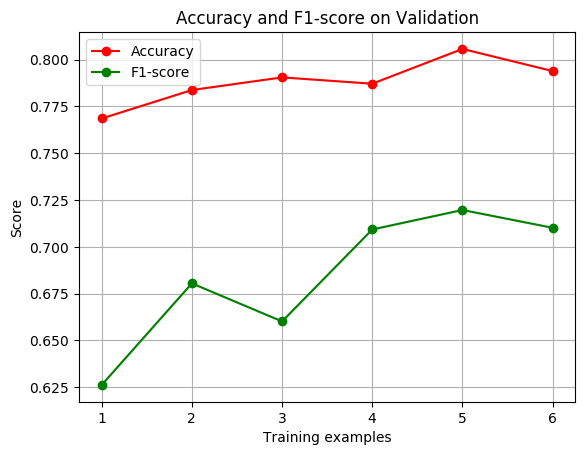 Accuracy and F1-score on Validation
Accuracy
F1-score
0.800
0.775
0.750
0.725
0.700
0.675
0.650
0.625
Score
1 2 3 4 5 6
Training examples